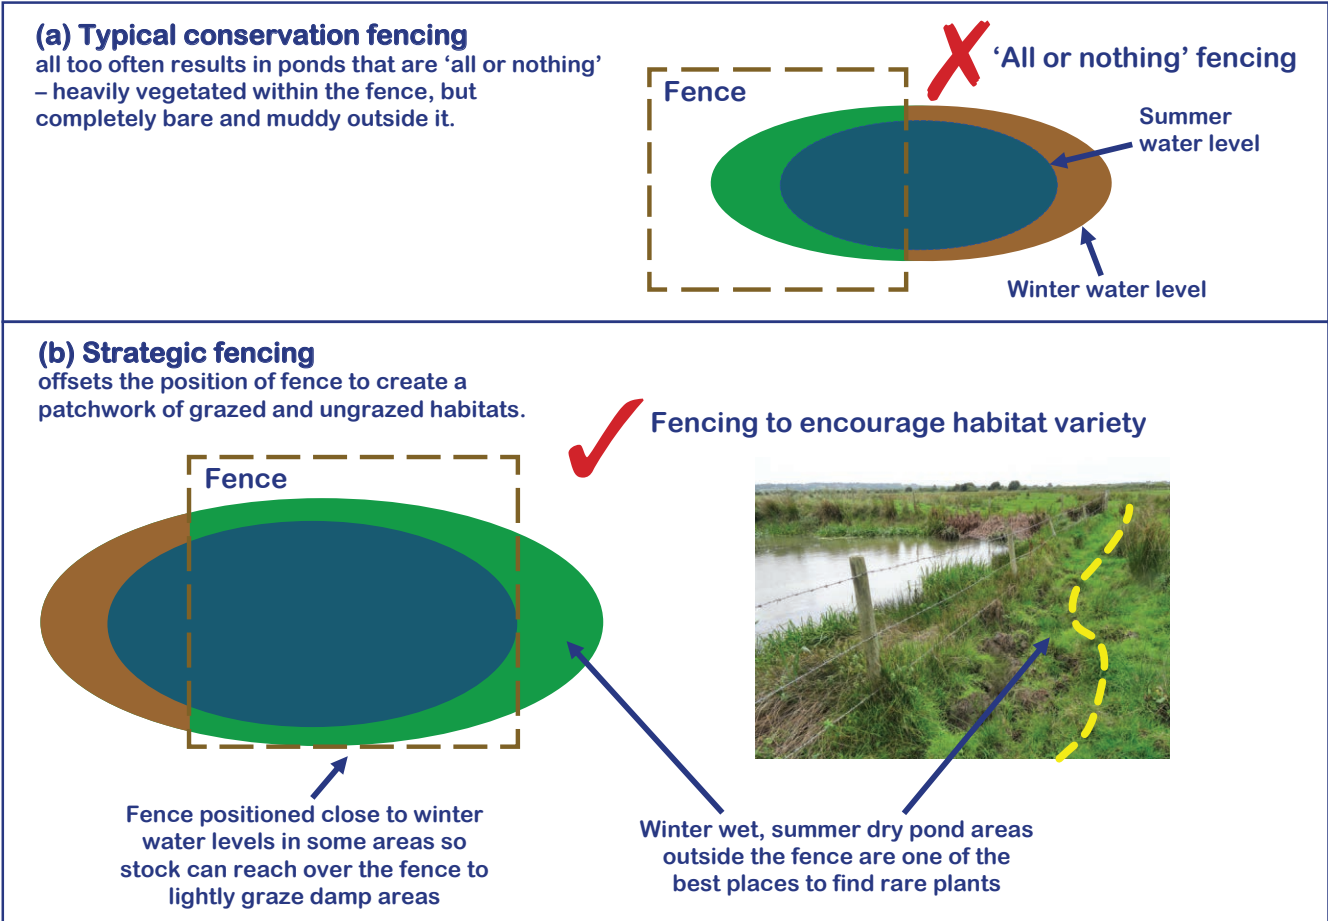 (a) Typical conservation fencing
all too often results in ponds that are ‘all or nothing’
– heavily vegetated within the fence, but
completely bare and muddy outside it.
‘All or nothing’ fencing
Fence
Summer
water level
Winter water level
(b) Strategic fencing
offsets the position of fence to create a
patchwork of grazed and ungrazed habitats.
Fencing to encourage habitat variety
Fence
Fence positioned close to winter
water levels in some areas so
stock can reach over the fence to
lightly graze damp areas
Winter wet, summer dry pond areas
outside the fence are one of the
best places to find rare plants